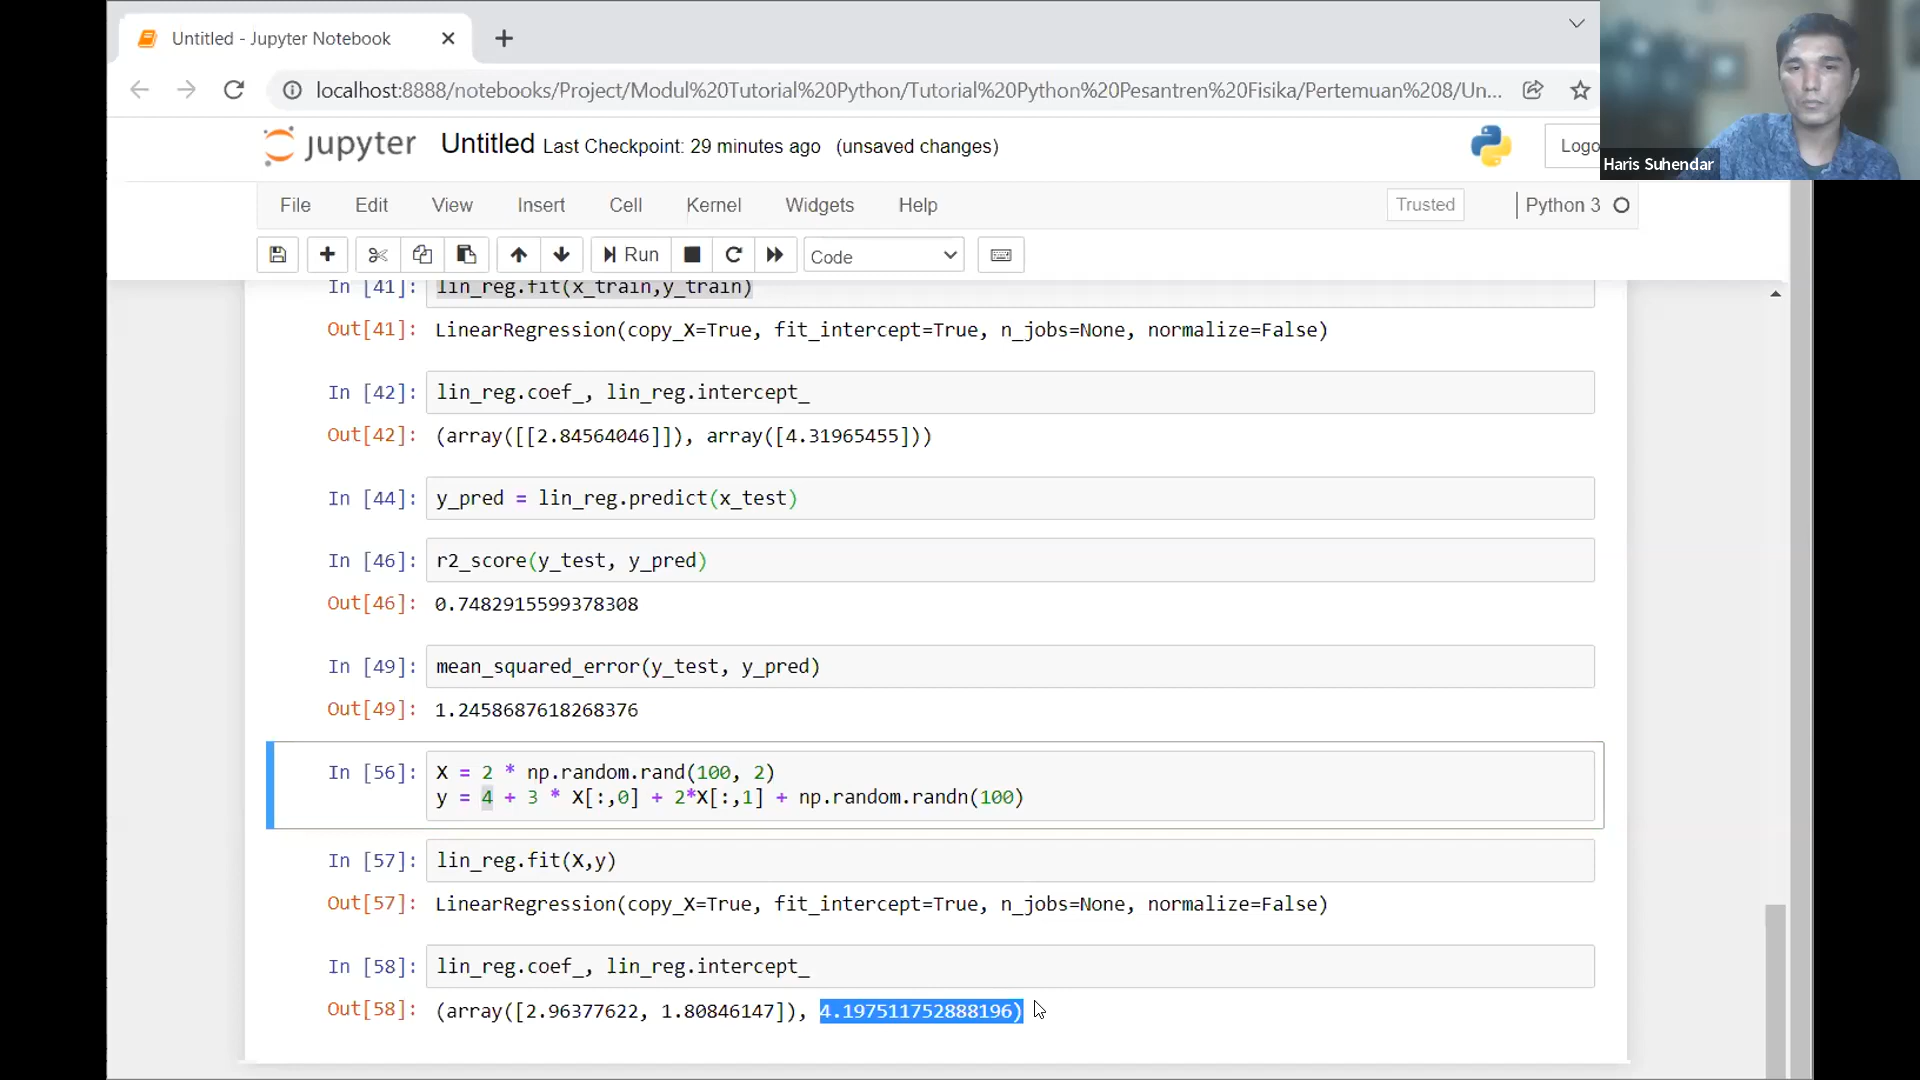 Untitled - Jupyter Notebook
localhost:8888/notebooks/Project/Modul%20Tutorial%20Python/Tutorial%20Python%20Pesantren%20Fisika/Pertemuan%208/Un...
jupyter Untitled Last Checkpoint: 29 minutes ago (unsaved changes)
Logo
Haris Suhendar
File Edit View Insert Cell Kernel Widgets Help Trusted Python 3
Run Code
In [41]: lin_reg.fit(x_train,y_train)
Out[41]: LinearRegression(copy_X=True, fit_intercept=True, n_jobs=None, normalize=False)
In [42]: lin_reg.coef_, lin_reg.intercept_
Out[42]: (array([[2.84564046]]), array([4.31965455]))
In [44]: y_pred = lin_reg.predict(x_test)
In [46]: r2_score(y_test, y_pred)
Out[46]: 0.7482915599378308
In [49]: mean_squared_error(y_test, y_pred)
Out[49]: 1.2458687618268376
In [56]: X = 2 * np.random.rand(100, 2)
y = 4 + 3 * X[:,0] + 2*X[:,1] + np.random.randn(100)
In [57]: lin_reg.fit(X,y)
Out[57]: LinearRegression(copy_X=True, fit_intercept=True, n_jobs=None, normalize=False)
In [58]: lin_reg.coef_, lin_reg.intercept_
Out[58]: (array([2.96377622, 1.80846147]), 4.197511752888196)